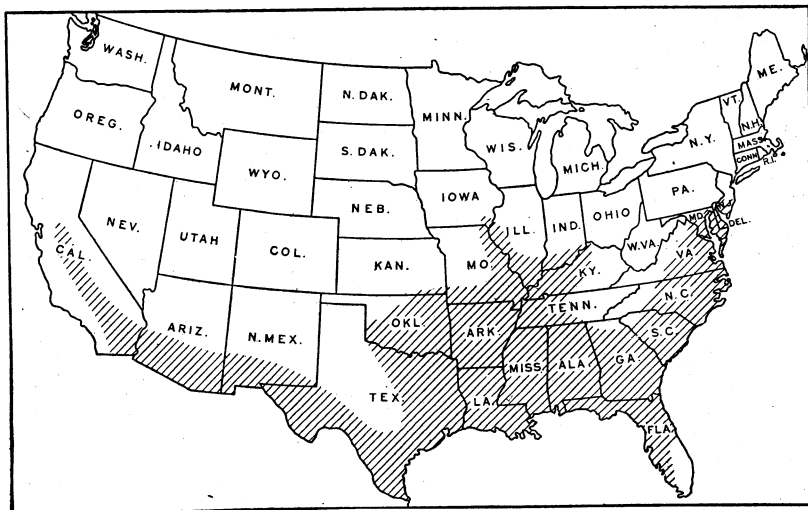 WASH.
OREG.
IDAHO
MONT.
WYO.
N. DAK.
S. DAK.
NEB.
KAN.
MINN.
IOWA
WIS.
MICH.
ILL.
IND.
OHIO
MO.
KY.
W.VA.
PA.
N.Y.
VT.
N.H.
ME.
MASS.
CONN.
R.I.
N.J.
MD.
DEL.
VA.
N.C.
S.C.
TENN.
GA.
ALA.
MISS.
FLA.
LA.
ARK.
OKL.
TEX.
N.MEX.
ARIZ.
COL.
UTAH
NEV.
CAL.